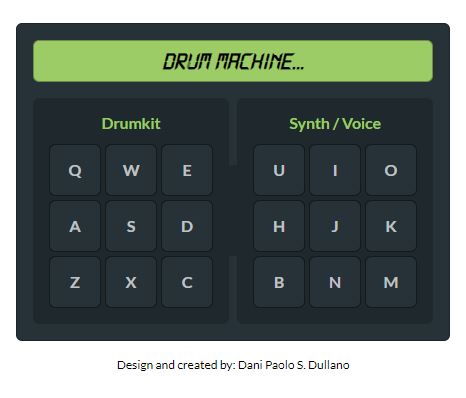 DRUM MACHINE...
Drumkit
Q W E
A S D
Z X C
Synth / Voice
U I O
H J K
B N M
Design and created by: Dani Paolo S. Dullano